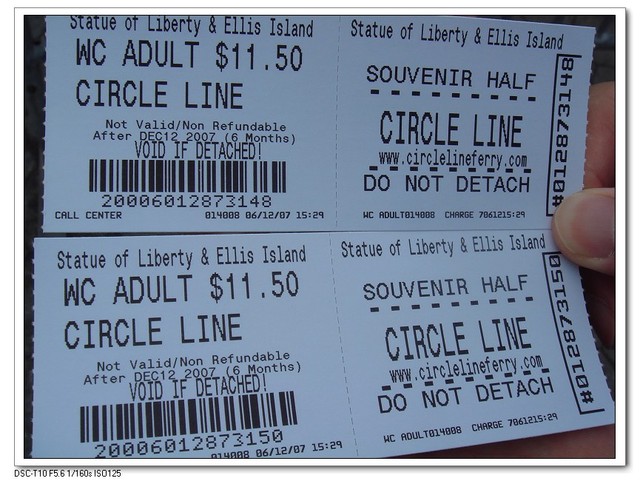 Statue of Liberty & Ellis Island
WC ADULT $11.50
CIRCLE LINE
Not Valid/Non Refundable
After DEC12 2007 (6 Months)
VOID IF DETACHED!
20006012873148
CALL CENTER 014008 06/12/07 15:29
Statue of Liberty & Ellis Island
SOUVENIR HALF
CIRCLE LINE
www.circlelineferry.com
DO NOT DETACH
WC ADULT014008 CHARGE 7061215:29
#012873148
Statue of Liberty & Ellis Island
WC ADULT $11.50
CIRCLE LINE
Not Valid/Non Refundable
After DEC12 2007 (6 Months)
VOID IF DETACHED!
20006012873150
014008 06/12/07 15:29
Statue of Liberty & Ellis Island
SOUVENIR HALF
CIRCLE LINE
www.circlelineferry.com
DO NOT DETACH
WC ADULT014008 CHARGE 7061215:29
#012873150
DSC-T10 F5.6 1/160s ISO125